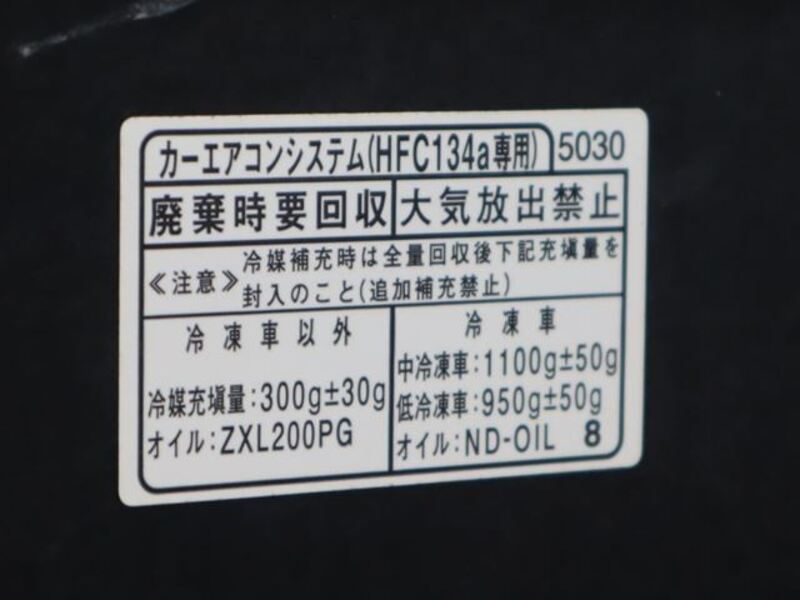 カーエアコンシステム(HFC134a専用) 5030
廃棄時要回収 大気放出禁止
≪注意≫ 冷媒補充時は全量回収後下記充塡量を
封入のこと(追加補充禁止)
冷凍車以外
冷媒充塡量:300g±30g
オイル:ZXL200PG
冷凍車
中冷凍車:1100g±50g
低冷凍車:950g±50g
オイル:ND-OIL 8